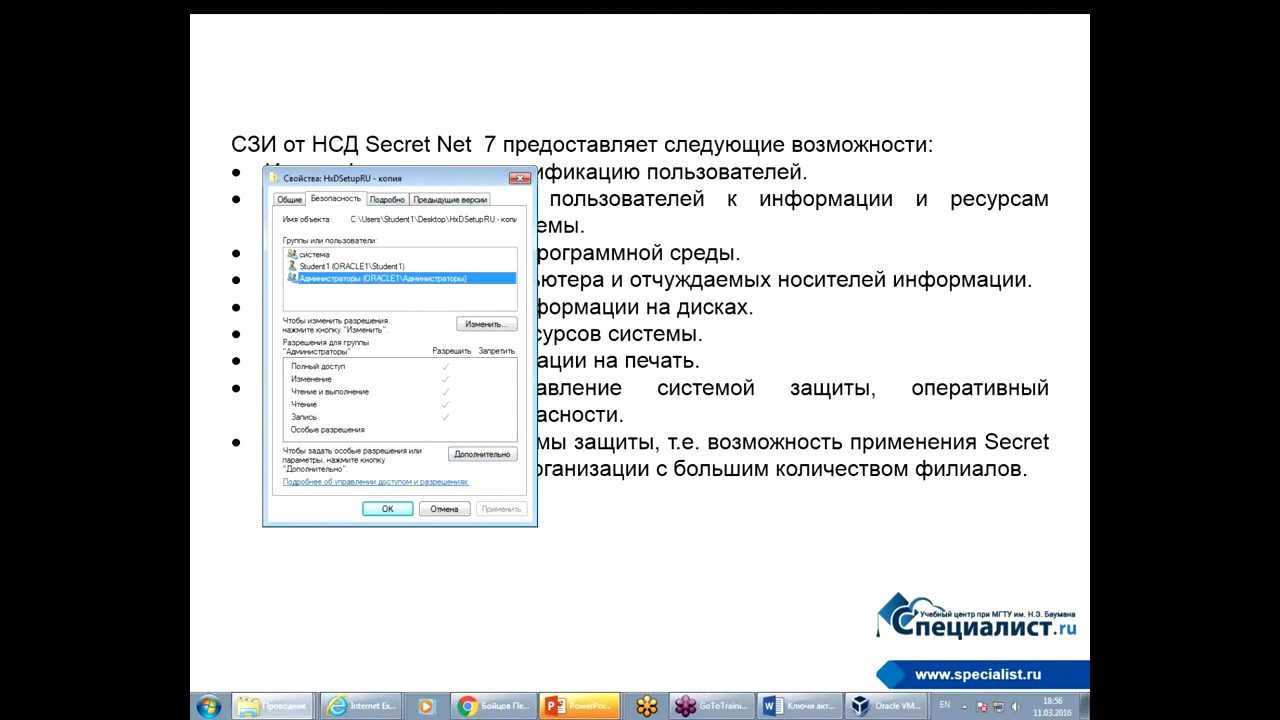 СЗИ от НСД Secret Net 7 предоставляет следующие возможности:
ификацию пользователей.
пользователей к информации и ресурсам
емы.
рограммной среды.
ьютера и отчуждаемых носителей информации.
формации на дисках.
сурсов системы.
ации на печать.
авление системой защиты, оперативный
асности.
мы защиты, т.е. возможность применения Secret
рганизации с большим количеством филиалов.
Свойства: HxDSetupRU - копия
Общие Безопасность Подробно Предыдущие версии
Имя объекта: C:\Users\Student1\Desktop\HxDSetupRU - копи
Группы или пользователи:
система
Student1 (ORACLE1\Student1)
Администраторы (ORACLE1\Администраторы)
Чтобы изменить разрешения,
нажмите кнопку "Изменить".
Изменить...
Разрешения для группы
"Администраторы"
Разрешить Запретить
Полный доступ
Изменение
Чтение и выполнение
Чтение
Запись
Особые разрешения
Чтобы задать особые разрешения или
параметры, нажмите кнопку
"Дополнительно".
Дополнительно
Подробнее об управлении доступом и разрешениях
ОК Отмена Применить
Учебный центр при МГТУ им. Н.Э. Баумана
Специалист.ru
www.specialist.ru
Проводник Internet Ex... Бойцов Пе... PowerPoi... GoToTraini... Ключи акт... Oracle VM... EN 18:56
11.03.2016